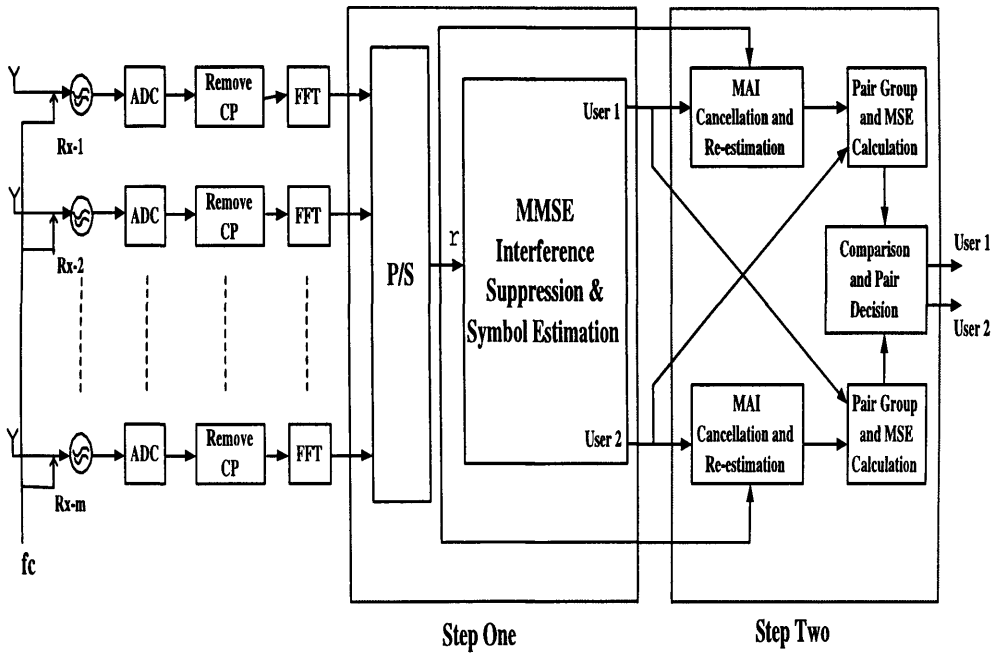 Rx-1
ADC
Remove
CP
FFT
Rx-2
ADC
Remove
CP
FFT
Rx-m
ADC
Remove
CP
FFT
fc
P/S
r
MMSE
Interference
Suppression &
Symbol Estimation
User 1
User 2
Step One
MAI
Cancellation and
Re-estimation
Pair Group
and MSE
Calculation
Comparison
and Pair
Decision
User 1
User 2
MAI
Cancellation and
Re-estimation
Pair Group
and MSE
Calculation
Step Two